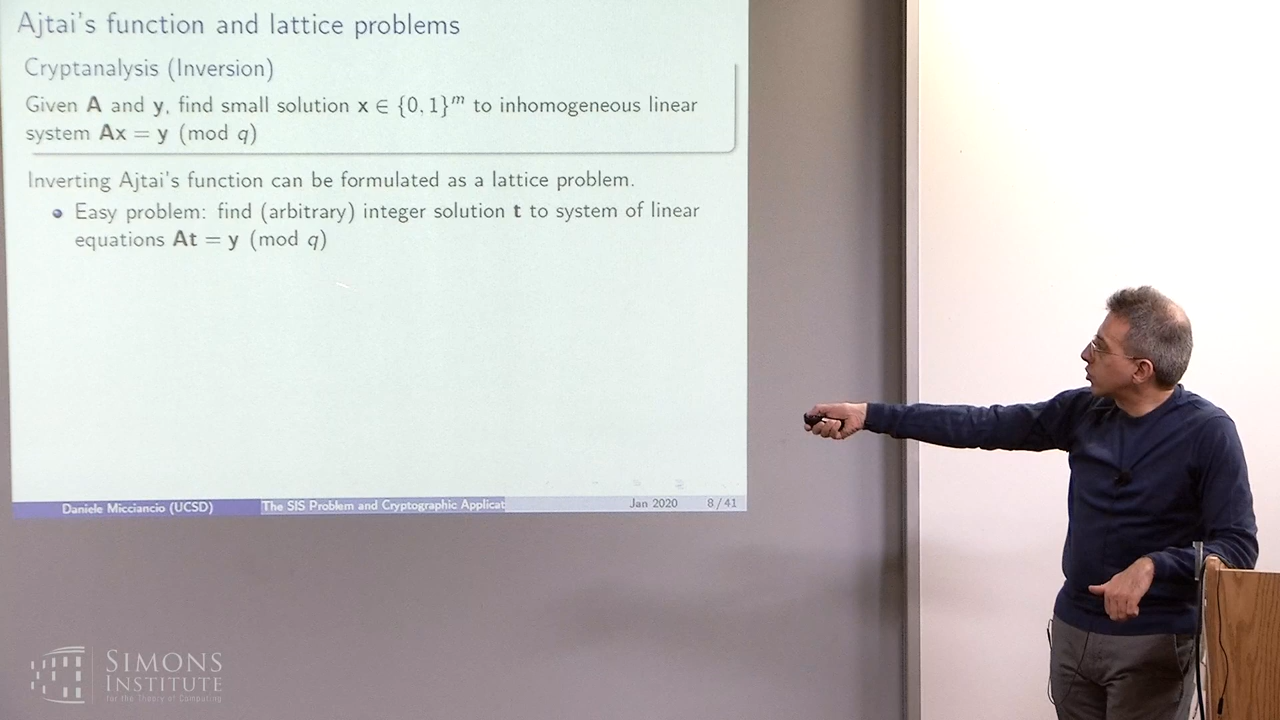 Ajtai's function and lattice problems
Cryptanalysis (Inversion)
Given A and y, find small solution x ∈ {0, 1}^m to inhomogeneous linear
system Ax = y (mod q)
Inverting Ajtai's function can be formulated as a lattice problem.
• Easy problem: find (arbitrary) integer solution t to system of linear
equations At = y (mod q)
Daniele Micciancio (UCSD) The SIS Problem and Cryptographic Applicat Jan 2020 8 / 41
SIMONS
INSTITUTE
for the Theory of Computing